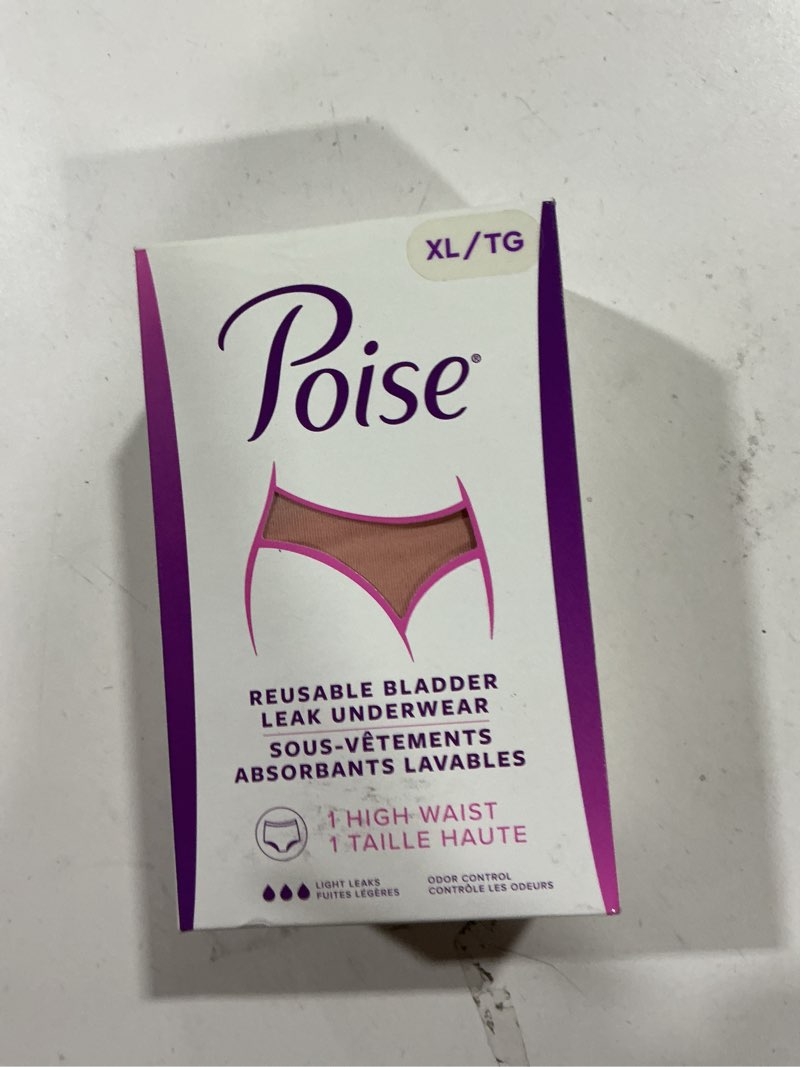 XL/TG
Poise®
REUSABLE BLADDER
LEAK UNDERWEAR
SOUS-VÊTEMENTS
ABSORBANTS LAVABLES
1 HIGH WAIST
1 TAILLE HAUTE
LIGHT LEAKS
FUITES LÉGÈRES
ODOR CONTROL
CONTRÔLE LES ODEURS